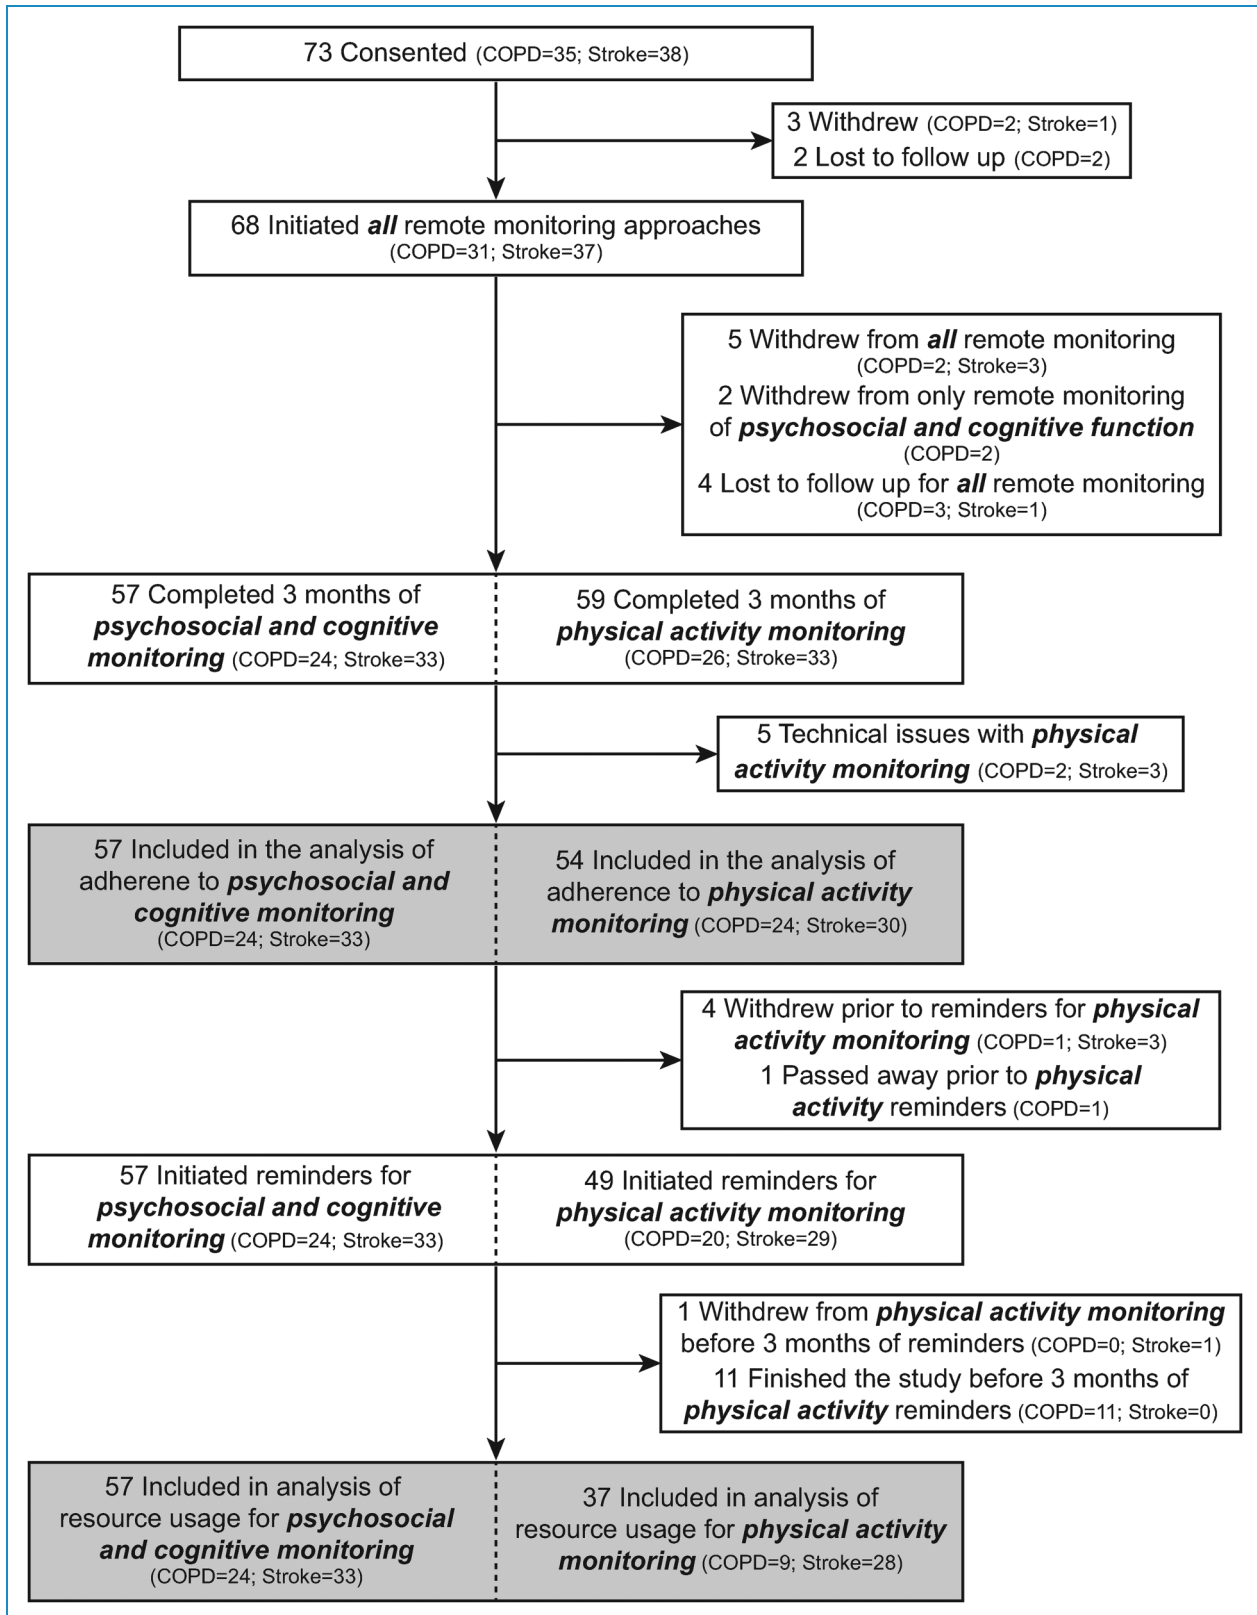 73 Consented (COPD=35; Stroke=38)
3 Withdrew (COPD=2; Stroke=1)
2 Lost to follow up (COPD=2)
68 Initiated all remote monitoring approaches
(COPD=31; Stroke=37)
5 Withdrew from all remote monitoring
(COPD=2; Stroke=3)
2 Withdrew from only remote monitoring
of psychosocial and cognitive function
(COPD=2)
4 Lost to follow up for all remote monitoring
(COPD=3; Stroke=1)
57 Completed 3 months of
psychosocial and cognitive
monitoring (COPD=24; Stroke=33)
59 Completed 3 months of
physical activity monitoring
(COPD=26; Stroke=33)
5 Technical issues with physical
activity monitoring (COPD=2; Stroke=3)
57 Included in the analysis of
adherene to psychosocial and
cognitive monitoring
(COPD=24; Stroke=33)
54 Included in the analysis of
adherence to physical activity
monitoring (COPD=24; Stroke=30)
4 Withdrew prior to reminders for physical
activity monitoring (COPD=1; Stroke=3)
1 Passed away prior to physical
activity reminders (COPD=1)
57 Initiated reminders for
psychosocial and cognitive
monitoring (COPD=24; Stroke=33)
49 Initiated reminders for
physical activity monitoring
(COPD=20; Stroke=29)
1 Withdrew from physical activity monitoring
before 3 months of reminders (COPD=0; Stroke=1)
11 Finished the study before 3 months of
physical activity reminders (COPD=11; Stroke=0)
57 Included in analysis of
resource usage for psychosocial
and cognitive monitoring
(COPD=24; Stroke=33)
37 Included in analysis of
resource usage for physical activity
monitoring (COPD=9; Stroke=28)